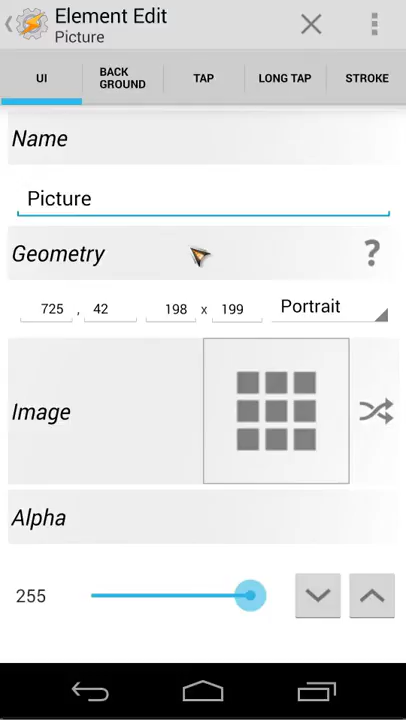 Element Edit
Picture
UI
BACK
GROUND
TAP
LONG TAP
STROKE
Name
Picture
Geometry
?
725 , 42 198 x 199 Portrait
Image
Alpha
255